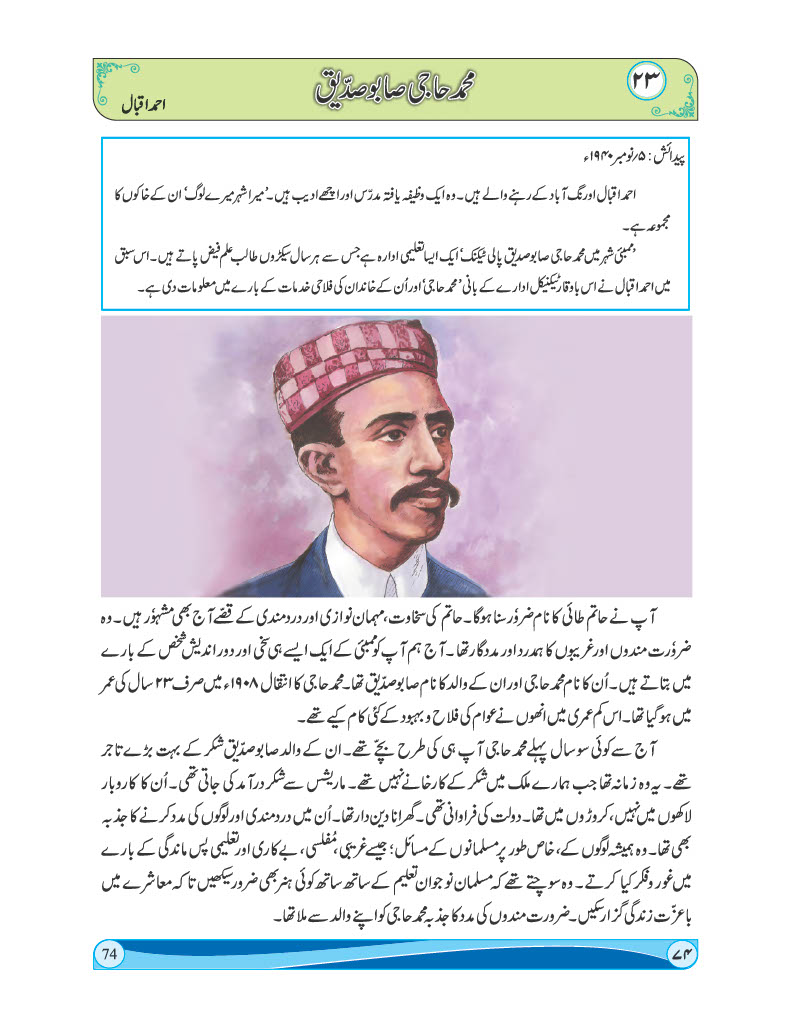 ۲۳
محمد حاجی صابو صدّیق
احمد اقبال
پیدائش : ۵؍نومبر ۱۹۴۰ء
احمد اقبال اورنگ آباد کے رہنے والے ہیں۔ وہ ایک وظیفہ یافتہ مدرّس اور اچھے ادیب ہیں۔ ’میرا شہر میرے لوگ‘ ان کے خاکوں کا
مجموعہ ہے۔
’ممبئی شہر میں محمد حاجی صابو صدیق پالی ٹیکنک‘ ایک ایسا تعلیمی ادارہ ہے جس سے ہر سال سیکڑوں طالب علم فیض پاتے ہیں۔ اس سبق
میں احمد اقبال نے اس باوقار ٹیکنیکل ادارے کے بانی ’محمد حاجی‘ اور اُن کے خاندان کی فلاحی خدمات کے بارے میں معلومات دی ہے۔
آپ نے حاتم طائی کا نام ضرؤر سنا ہوگا۔ حاتم کی سخاوت، مہمان نوازی اور دردمندی کے قصّے آج بھی مشہؤر ہیں۔ وہ
ضرؤرت مندوں اور غریبوں کا ہمدرد اور مددگار تھا۔ آج ہم آپ کو ممبئی کے ایک ایسے ہی سخی اور دور اندیش شخص کے بارے
میں بتاتے ہیں۔ اُن کا نام محمد حاجی اور ان کے والد کا نام صابو صدّیق تھا۔ محمد حاجی کا انتقال ۱۹۰۸ء میں صرف ۲۳ سال کی عمر
میں ہوگیا تھا۔ اس کم عمری میں انھوں نے عوام کی فلاح و بہبود کے کئی کام کیے تھے۔
آج سے کوئی سو سال پہلے محمد حاجی آپ ہی کی طرح بچّے تھے۔ ان کے والد صابو صدّیق شکر کے بہت بڑے تاجر
تھے۔ یہ وہ زمانہ تھا جب ہمارے ملک میں شکر کے کارخانے نہیں تھے۔ ماریشس سے شکر درآمد کی جاتی تھی۔ اُن کا کاروبار
لاکھوں میں نہیں، کروڑوں میں تھا۔ دولت کی فراوانی تھی۔ گھرانا دین دار تھا۔ اُن میں دردمندی اور لوگوں کی مدد کرنے کا جذبہ
بھی تھا۔ وہ ہمیشہ لوگوں کے، خاص طور پر مسلمانوں کے مسائل؛ جیسے غریبی، مُفلسی، بے کاری اور تعلیمی پس ماندگی کے بارے
میں غور و فکر کیا کرتے۔ وہ سوچتے تھے کہ مسلمان نوجوان تعلیم کے ساتھ ساتھ کوئی ہنر بھی ضرور سیکھیں تاکہ معاشرے میں
باعزّت زندگی گزار سکیں۔ ضرورت مندوں کی مدد کا جذبہ محمد حاجی کو اپنے والد سے ملا تھا۔
74
۷۴